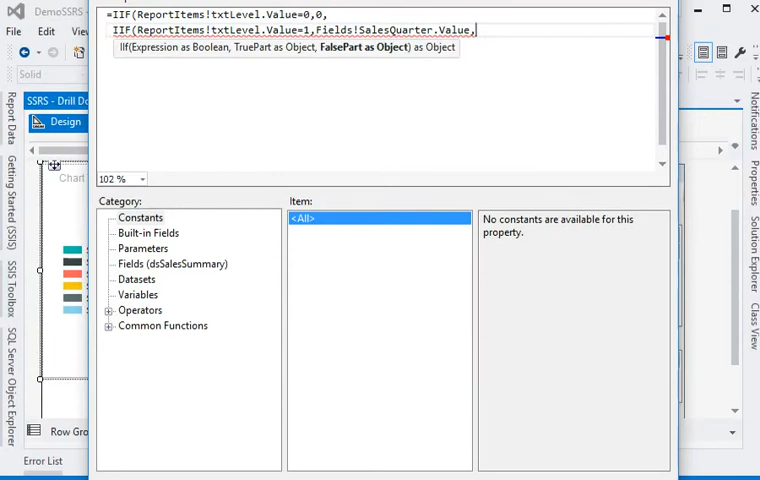 =IIF(ReportItems!txtLevel.Value=0,0,
DemoSSRS -
IIF(ReportItems!txtLevel.Value=1,Fields!SalesQuarter.Value,
File
IIf(Expression as Boolean, TruePart as Object, FalsePart as Object) as Object
Solid
SSRS - Drill Do
Design
Report Data
Getting Started (SSIS)
SSIS Toolbox
SQL Server Object Explorer
Chart
102 %
Category:
Item:
Constants
Built-in Fields
Parameters
Fields (dsSalesSummary)
Datasets
Variables
Operators
Common Functions
<All>
No constants are available for this
property.
Notifications
Properties
Solution Explorer
Class View
Row Gro
Error List